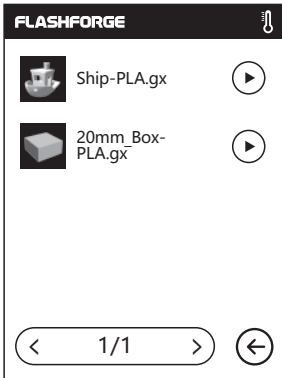 FLASHFORGE
Ship-PLA.gx
20mm_Box-
PLA.gx
1/1